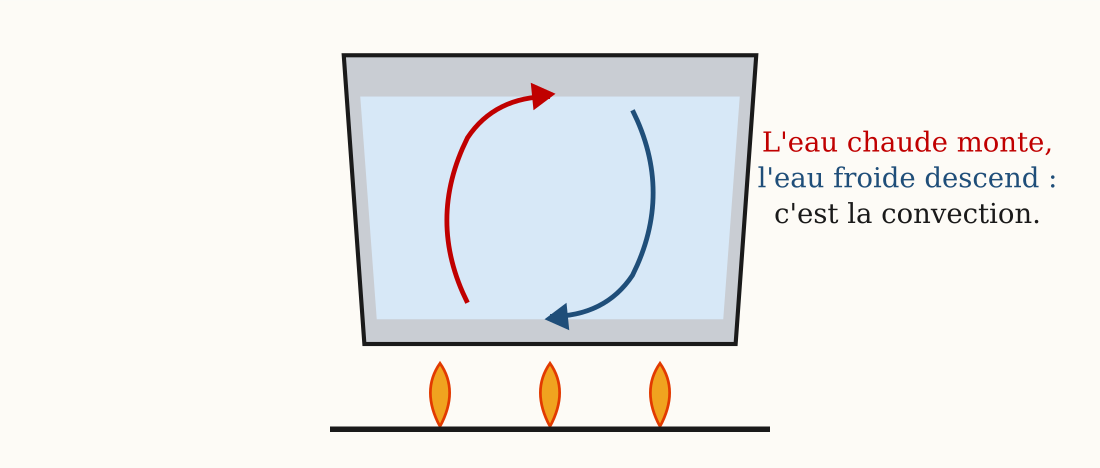 L'eau chaude monte,
l'eau froide descend :
c'est la convection.